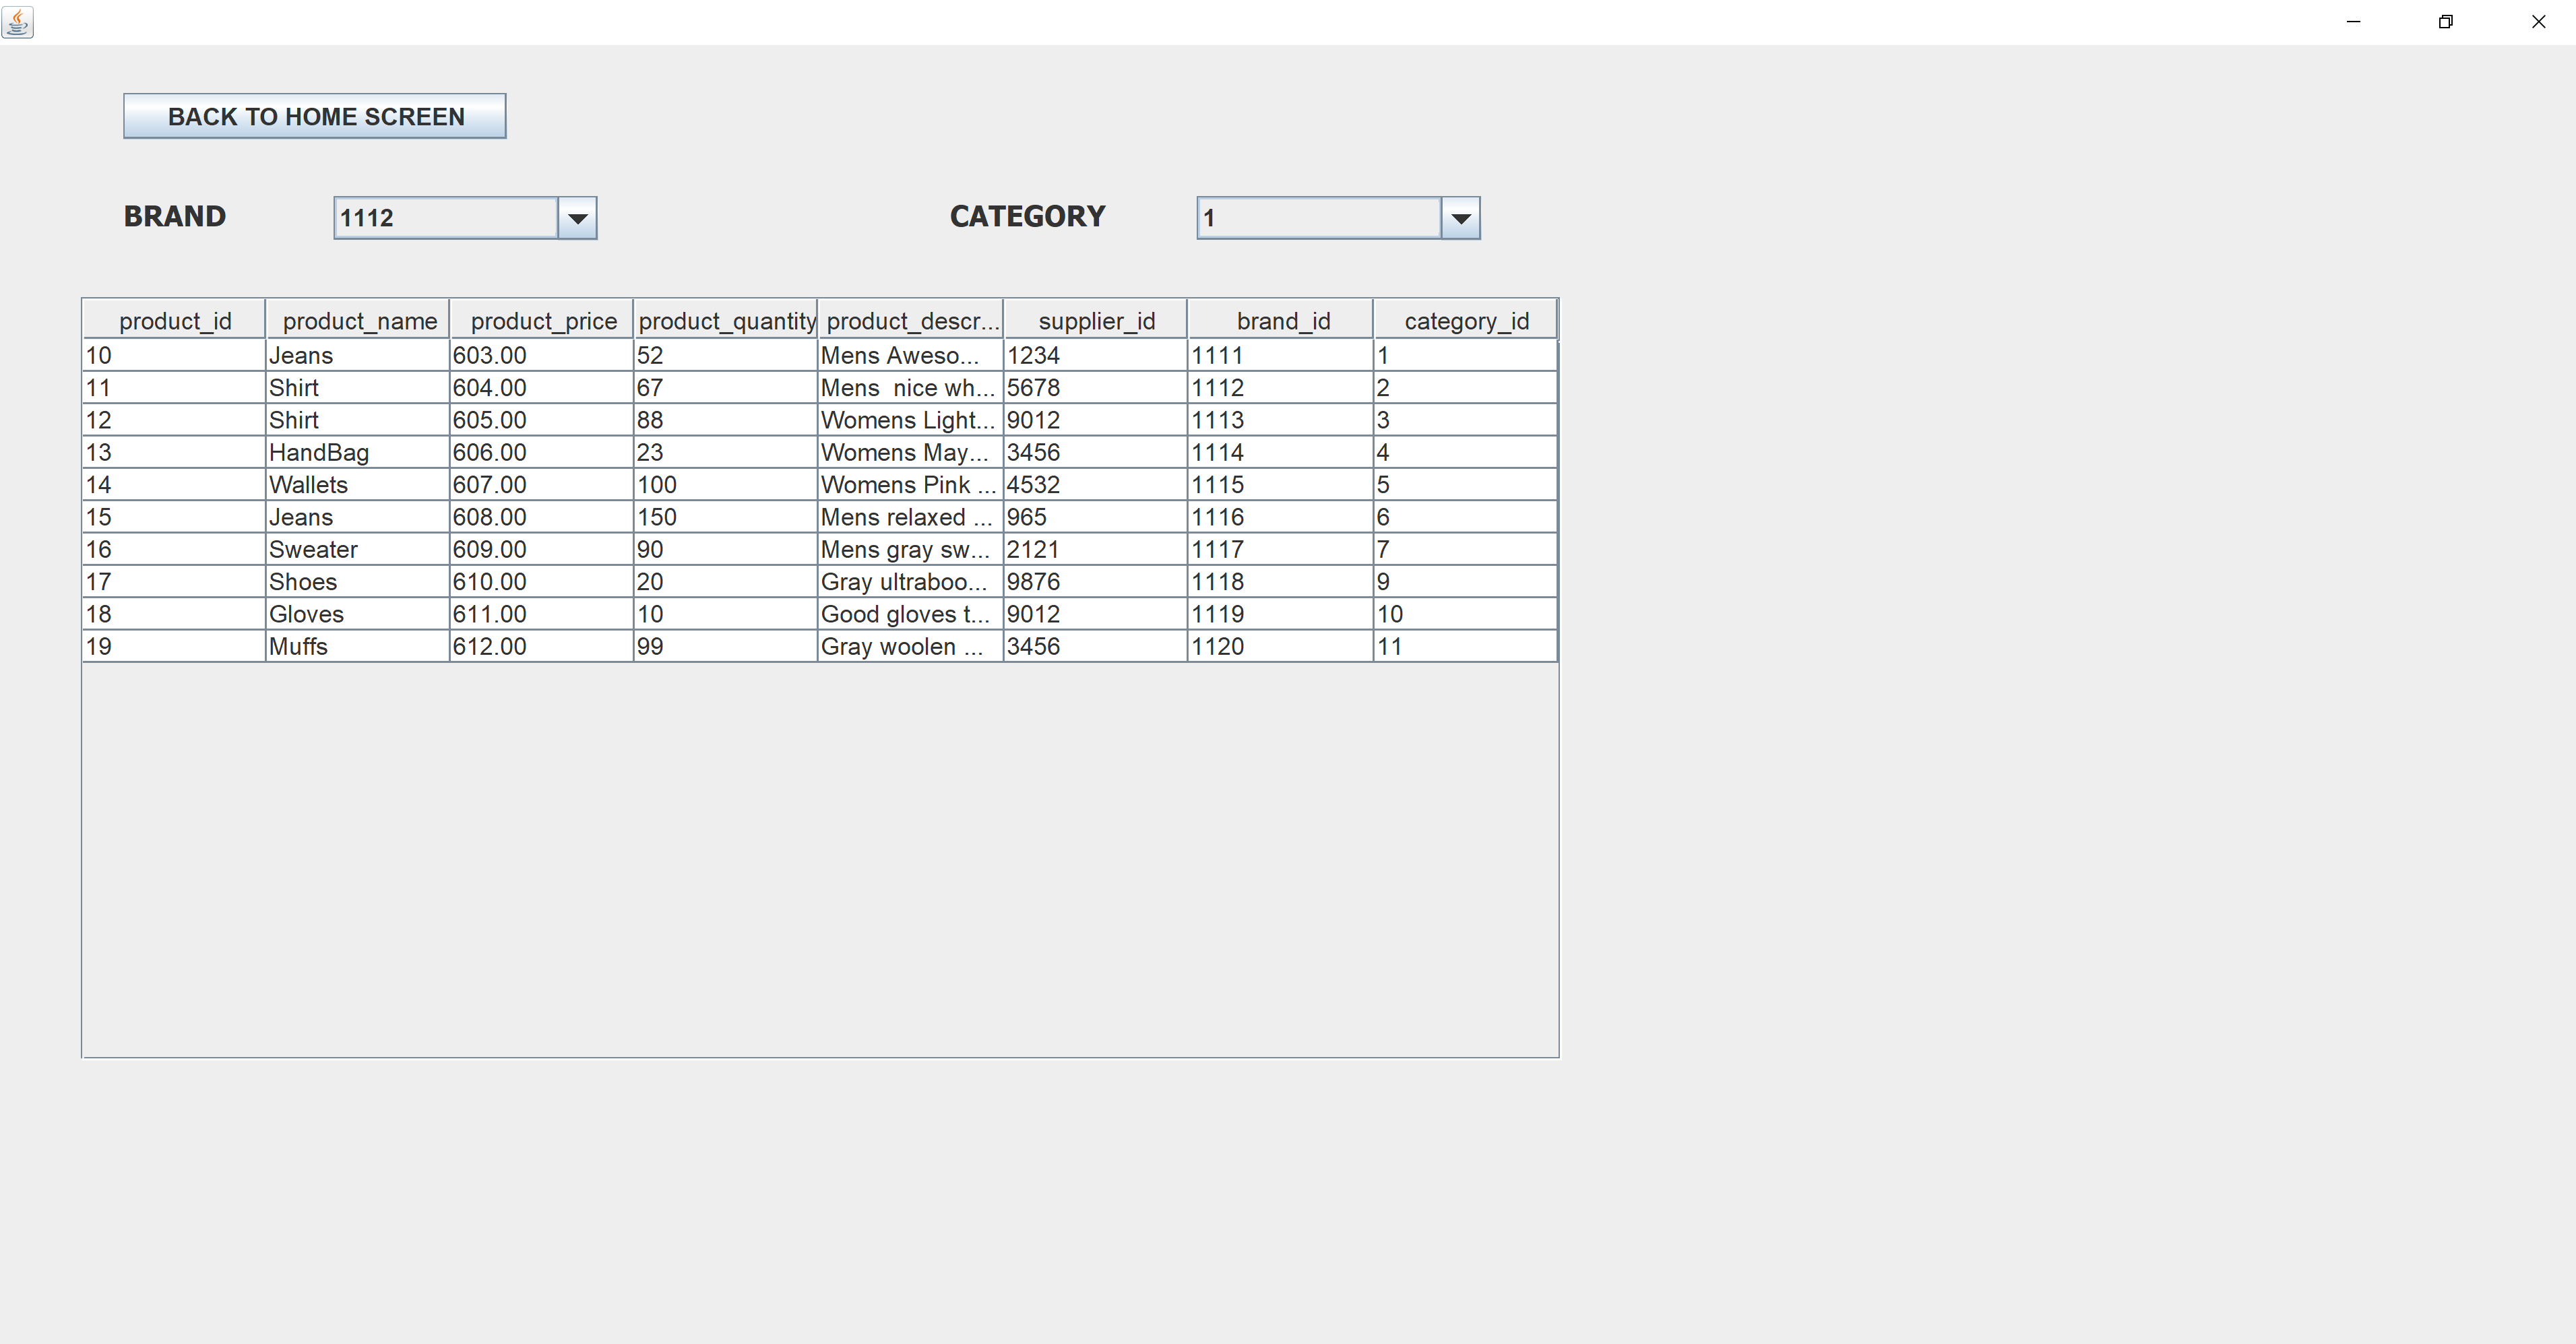 BACK TO HOME SCREEN
BRAND 1112 CATEGORY 1
product_id product_name product_price product_quantity product_descr... supplier_id brand_id category_id
10 Jeans 603.00 52 Mens Aweso... 1234 1111 1
11 Shirt 604.00 67 Mens  nice wh... 5678 1112 2
12 Shirt 605.00 88 Womens Light... 9012 1113 3
13 HandBag 606.00 23 Womens May... 3456 1114 4
14 Wallets 607.00 100 Womens Pink ... 4532 1115 5
15 Jeans 608.00 150 Mens relaxed ... 965 1116 6
16 Sweater 609.00 90 Mens gray sw... 2121 1117 7
17 Shoes 610.00 20 Gray ultraboo... 9876 1118 9
18 Gloves 611.00 10 Good gloves t... 9012 1119 10
19 Muffs 612.00 99 Gray woolen ... 3456 1120 11